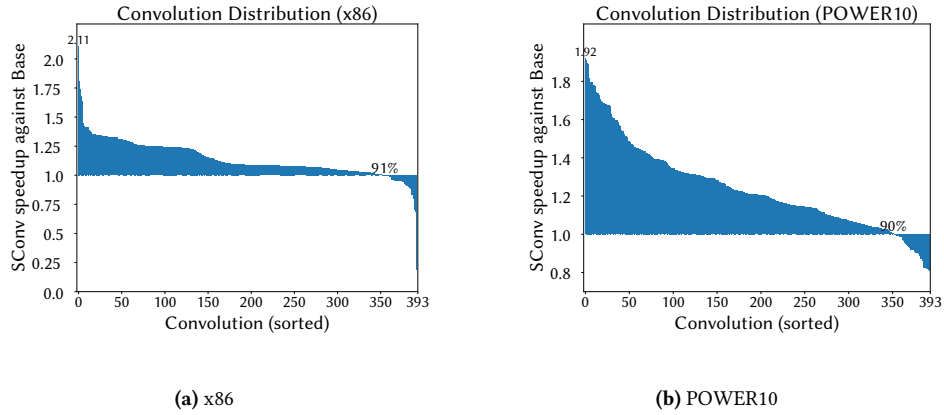 Convolution Distribution (x86)
2.11
2.0
1.75
1.5
1.25
1.0
0.75
0.5
0.25
0.0
SConv speedup against Base
91%
0 50 100 150 200 250 300 350 393
Convolution (sorted)
(a) x86
Convolution Distribution (POWER10)
1.92
1.8
1.6
1.4
1.2
1.0
0.8
SConv speedup against Base
90%
0 50 100 150 200 250 300 350 393
Convolution (sorted)
(b) POWER10